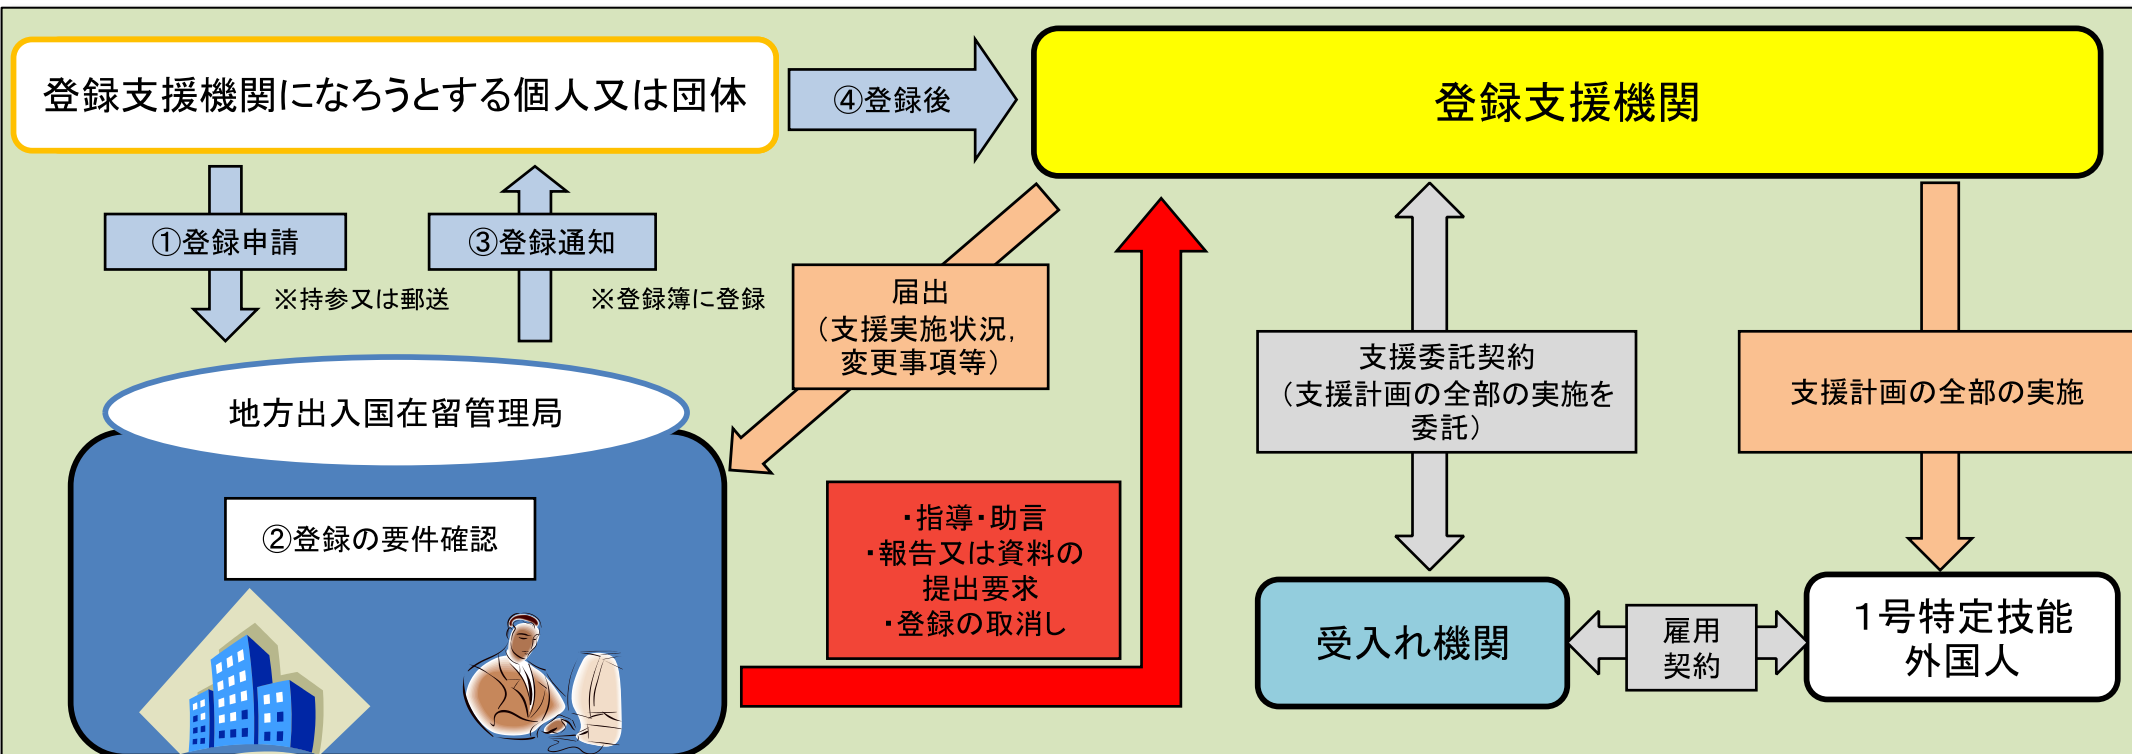 登録支援機関になろうとする個人又は団体
④登録後
登録支援機関
①登録申請
※持参又は郵送
③登録通知
※登録簿に登録
届出
（支援実施状況,
変更事項等）
支援委託契約
（支援計画の全部の実施を
委託）
支援計画の全部の実施
地方出入国在留管理局
②登録の要件確認
・指導・助言
・報告又は資料の
提出要求
・登録の取消し
受入れ機関
雇用
契約
１号特定技能
外国人